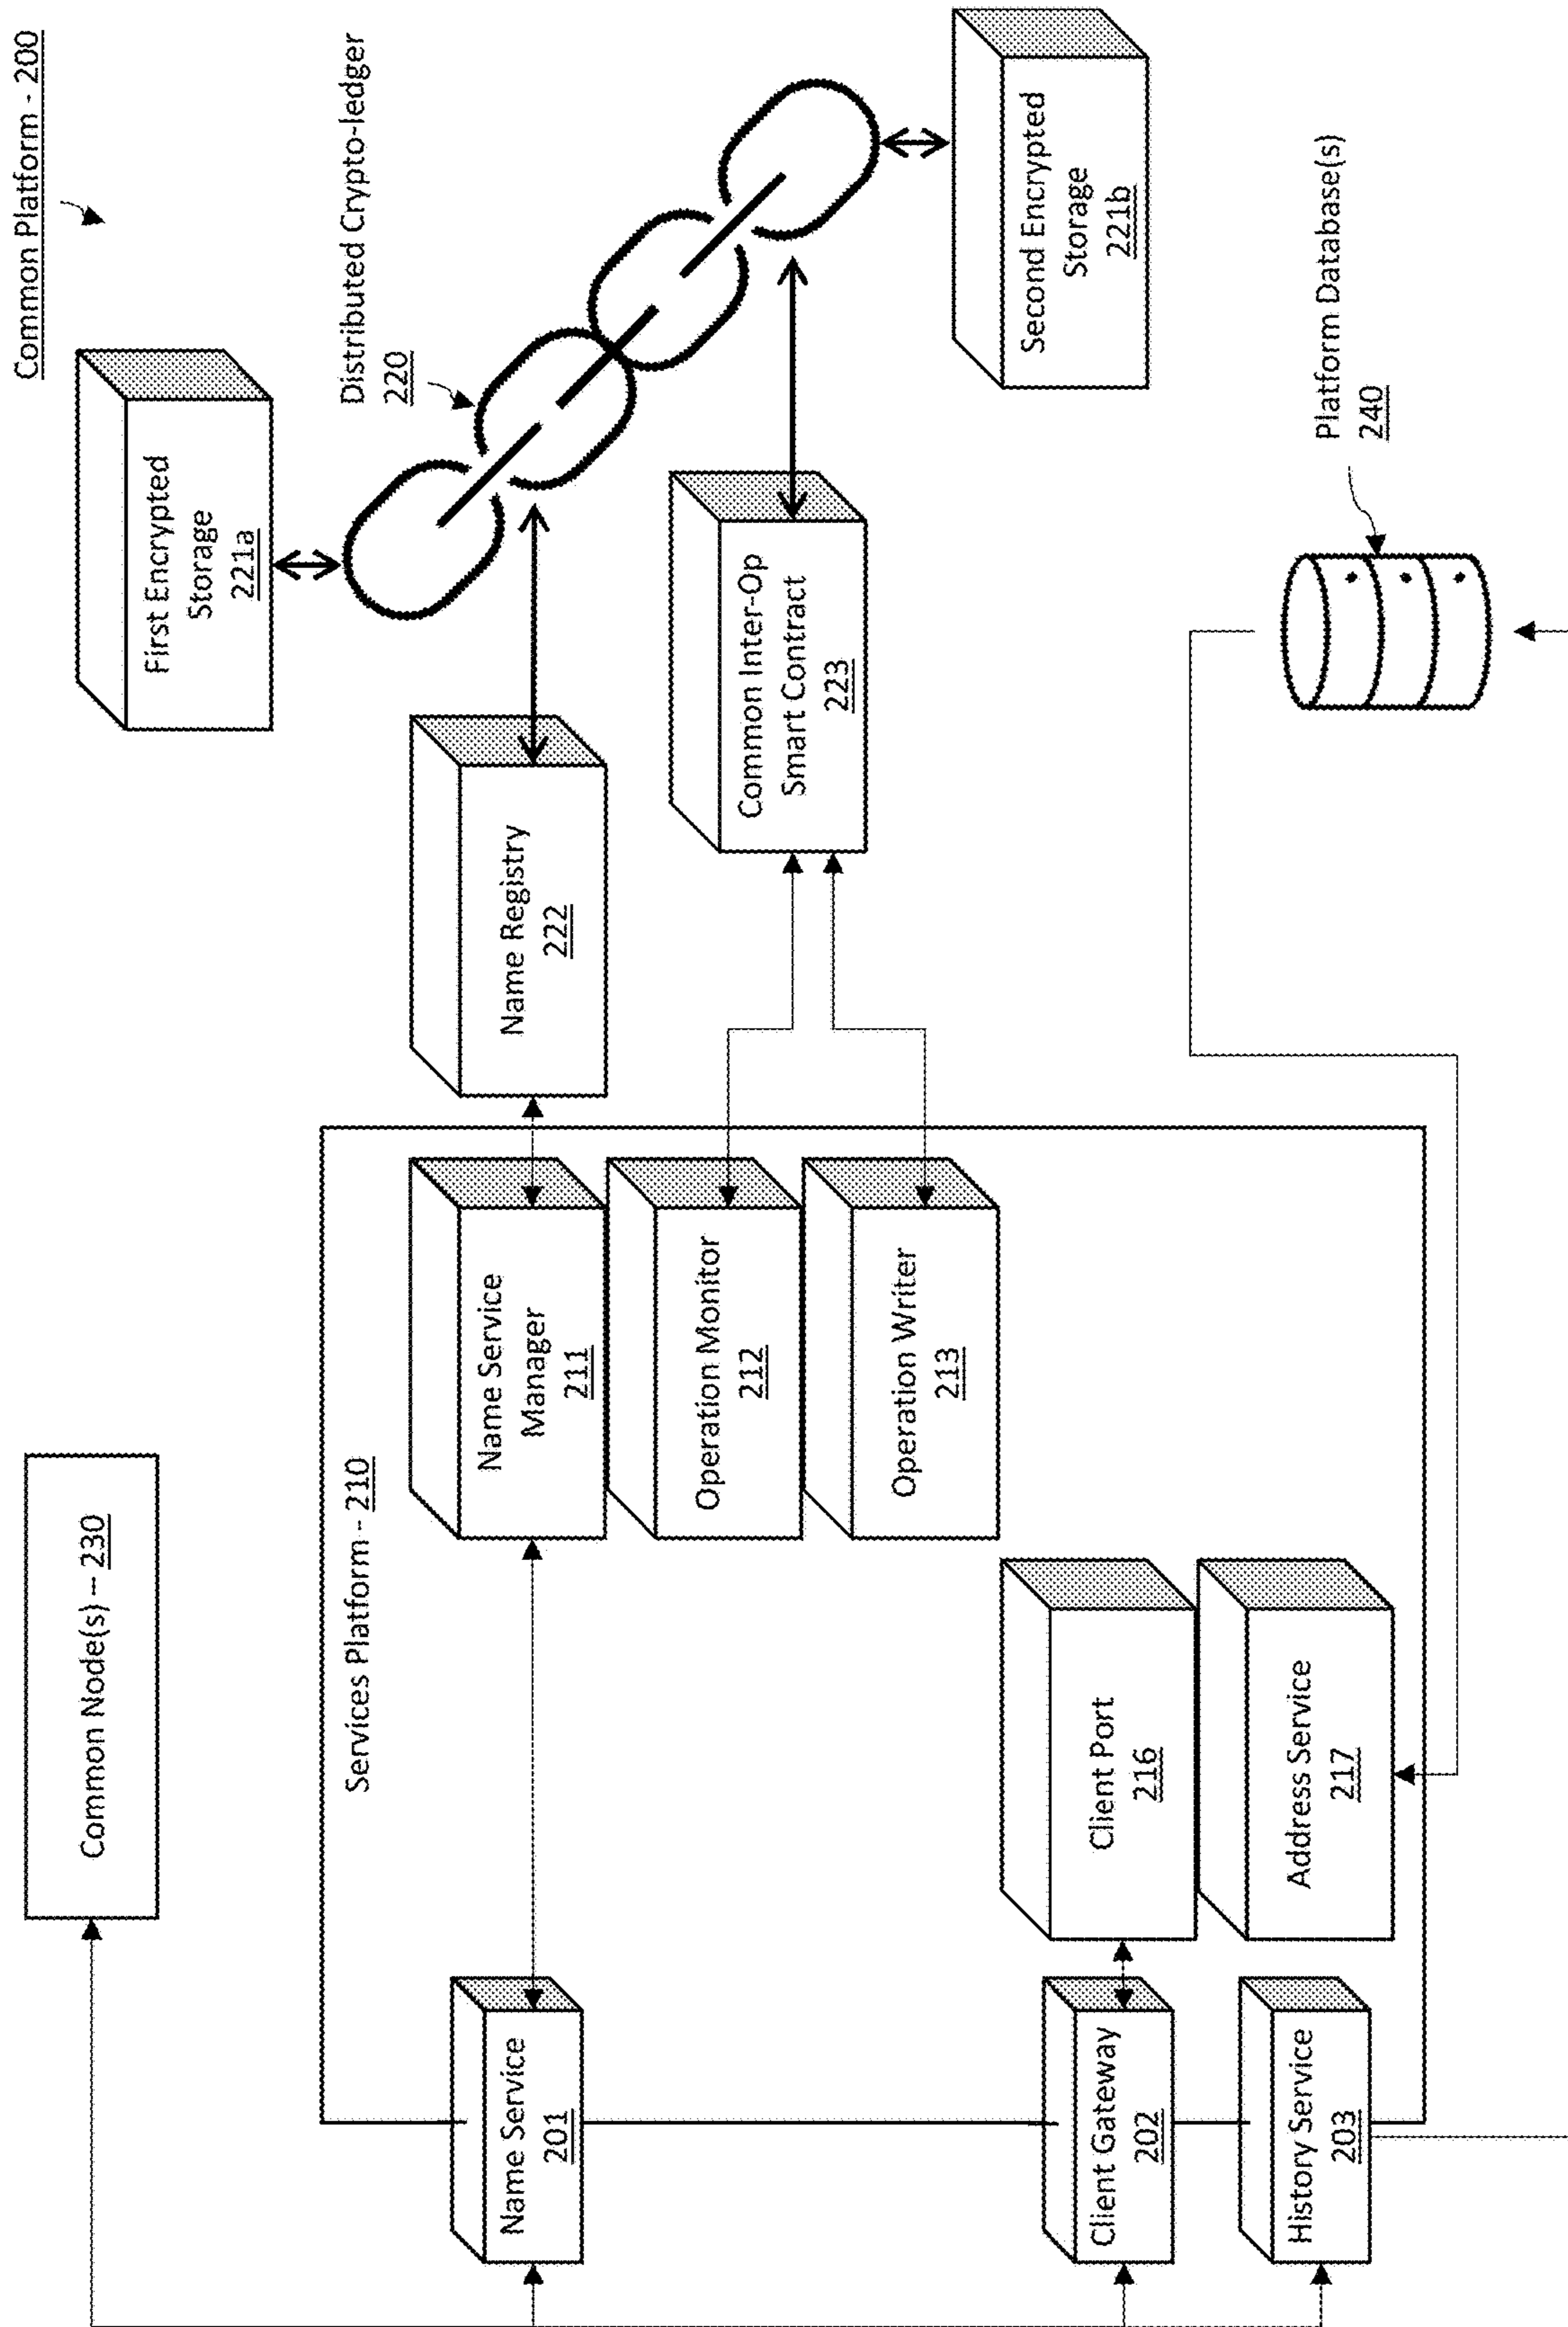 Common Platform - 200
Common Node(s) -- 230
First Encrypted
Storage
221a
Distributed Crypto-ledger
220
Services Platform - 210
Name Service
201
Name Service
Manager
211
Name Registry
222
Operation Monitor
212
Common Inter-Op
Smart Contract
223
Operation Writer
213
Second Encrypted
Storage
221b
Client Gateway
202
Client Port
216
History Service
203
Address Service
217
Platform Database(s)
240